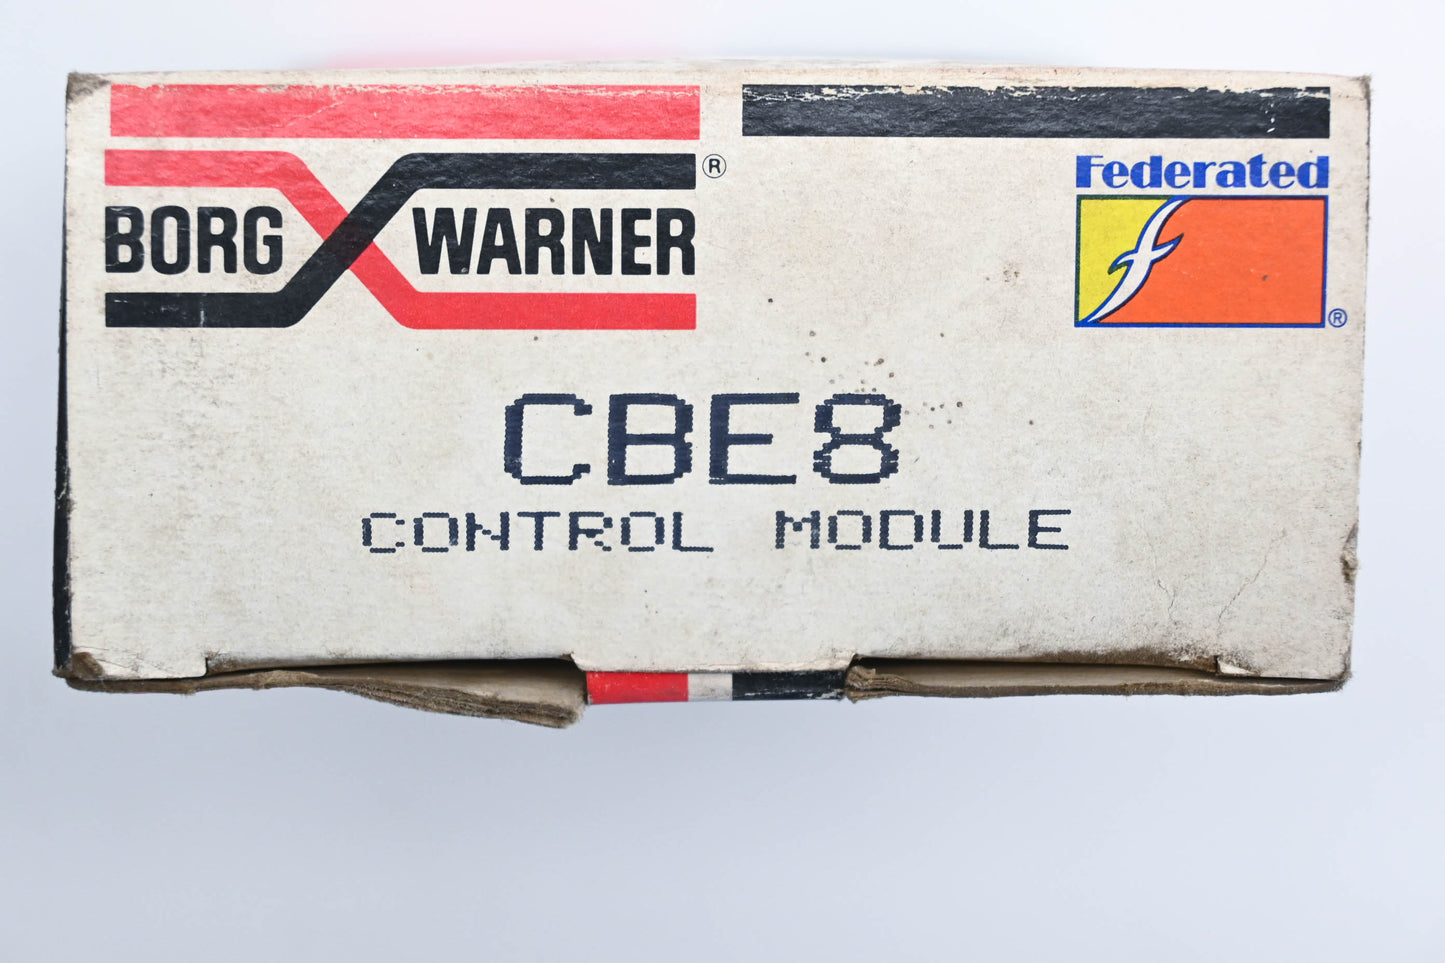 BORG WARNER ®
Federated
f
®
CBE8
CONTROL MODULE